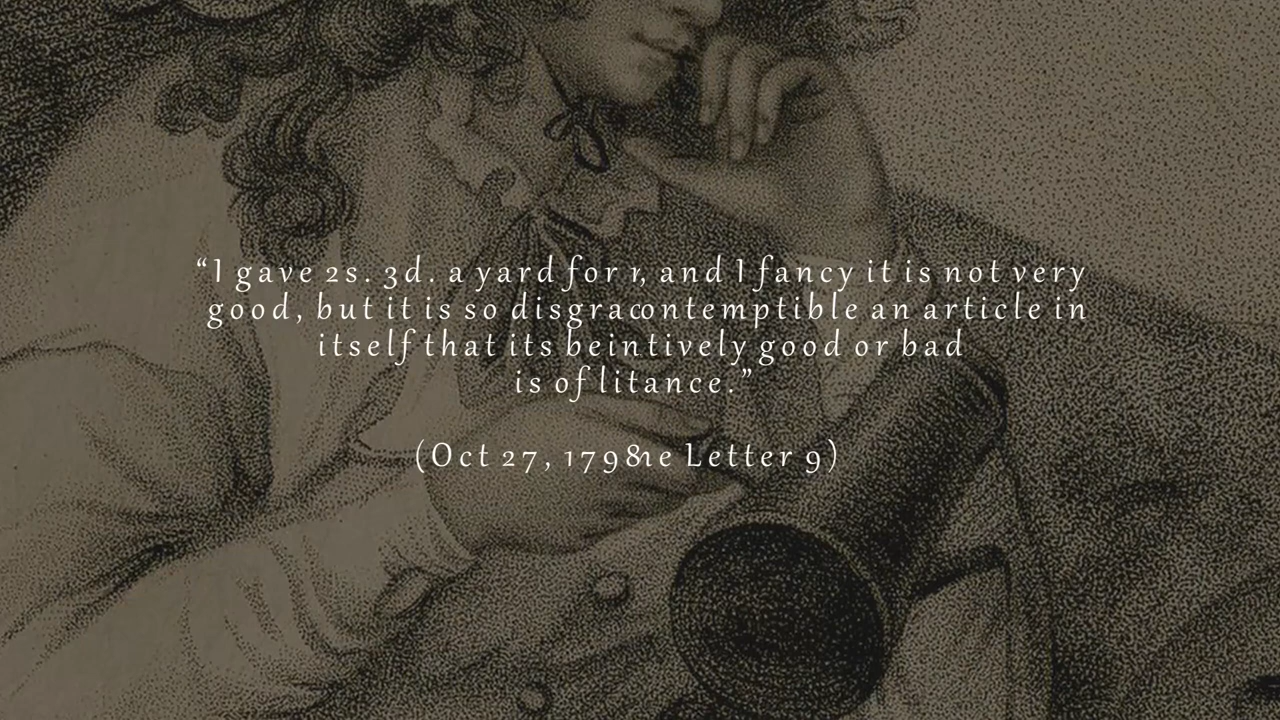 “I gave 2s. 3d. a yard for r, and I fancy it is not very
good, but it is so disgracontemptible an article in
itself that its beintively good or bad
is of litance.”
(Oct 27, 1798ne Letter 9)